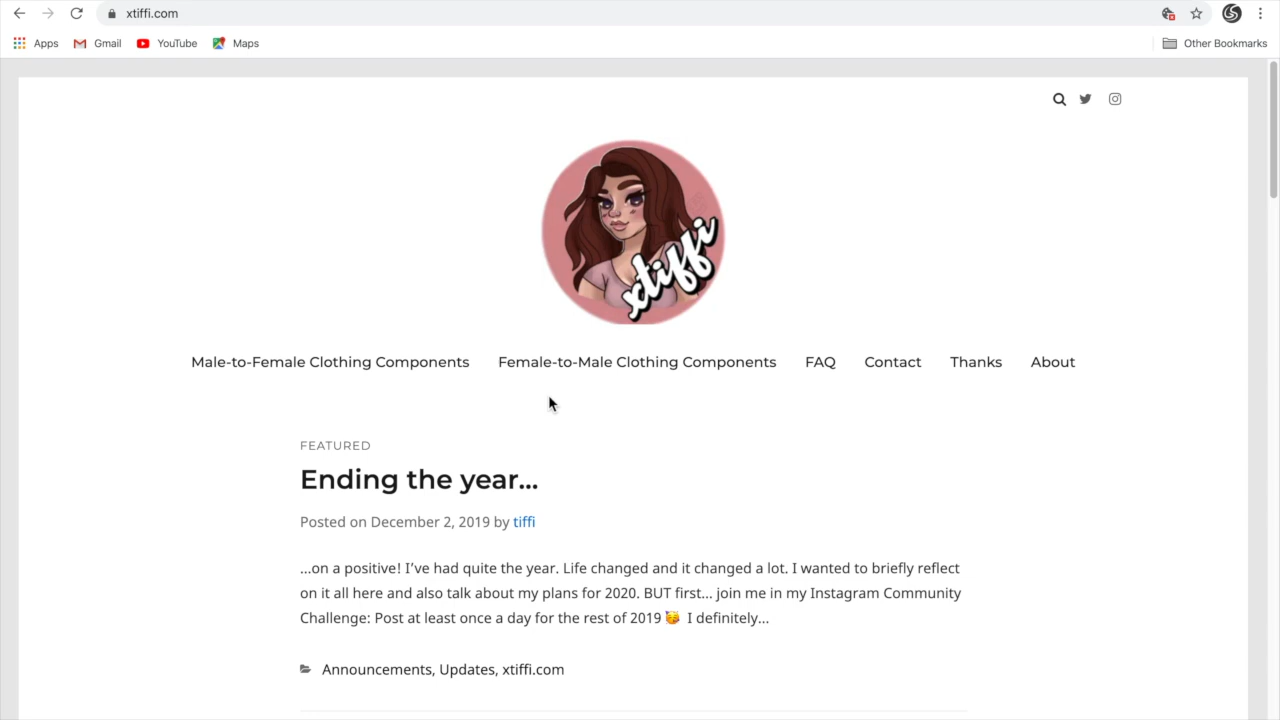 xtiffi.com
Apps Gmail YouTube Maps Other Bookmarks
xtiffi
Male-to-Female Clothing Components Female-to-Male Clothing Components FAQ Contact Thanks About
FEATURED
Ending the year...
Posted on December 2, 2019 by tiffi
...on a positive! I've had quite the year. Life changed and it changed a lot. I wanted to briefly reflect
on it all here and also talk about my plans for 2020. BUT first... join me in my Instagram Community
Challenge: Post at least once a day for the rest of 2019 🥳 I definitely...
Announcements, Updates, xtiffi.com